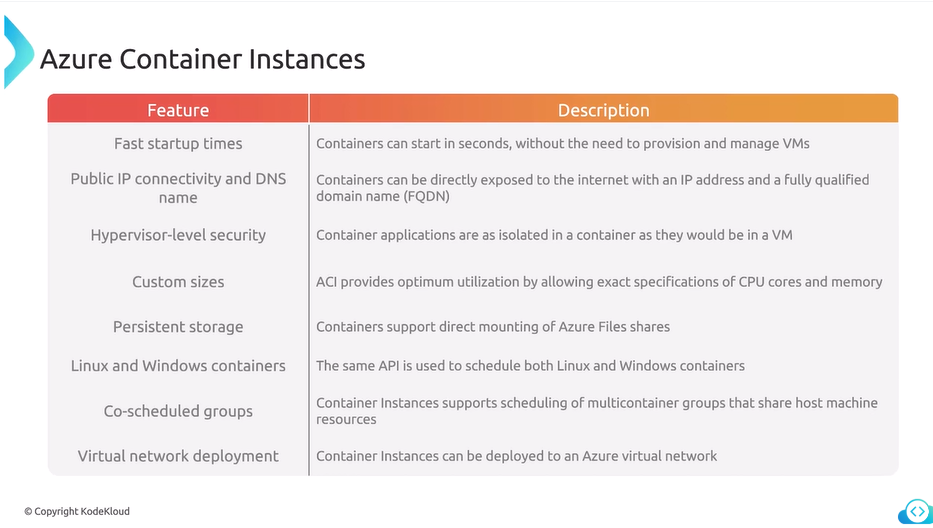 Azure Container Instances
Feature
Description
Fast startup times
Containers can start in seconds, without the need to provision and manage VMs
Public IP connectivity and DNS
name
Containers can be directly exposed to the internet with an IP address and a fully qualified
domain name (FQDN)
Hypervisor-level security
Container applications are as isolated in a container as they would be in a VM
Custom sizes
ACI provides optimum utilization by allowing exact specifications of CPU cores and memory
Persistent storage
Containers support direct mounting of Azure Files shares
Linux and Windows containers
The same API is used to schedule both Linux and Windows containers
Co-scheduled groups
Container Instances supports scheduling of multicontainer groups that share host machine
resources
Virtual network deployment
Container Instances can be deployed to an Azure virtual network
© Copyright KodeKloud